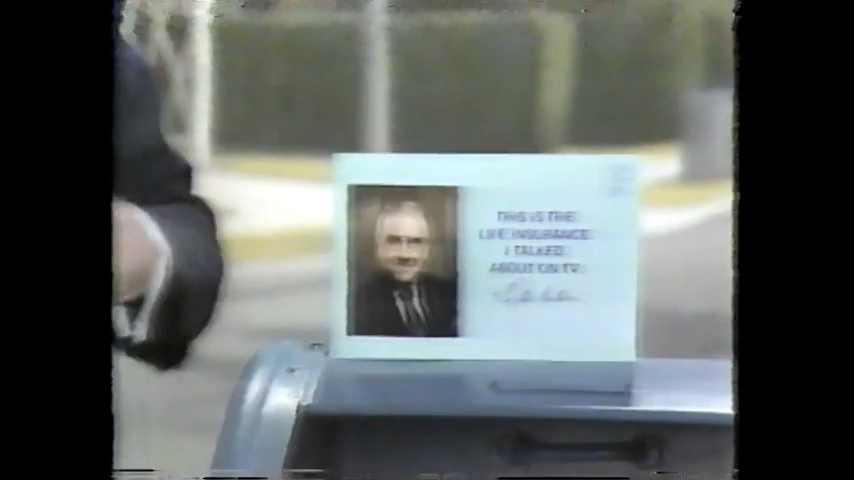 THIS IS THE
LIFE INSURANCE
I TALKED
ABOUT ON TV.